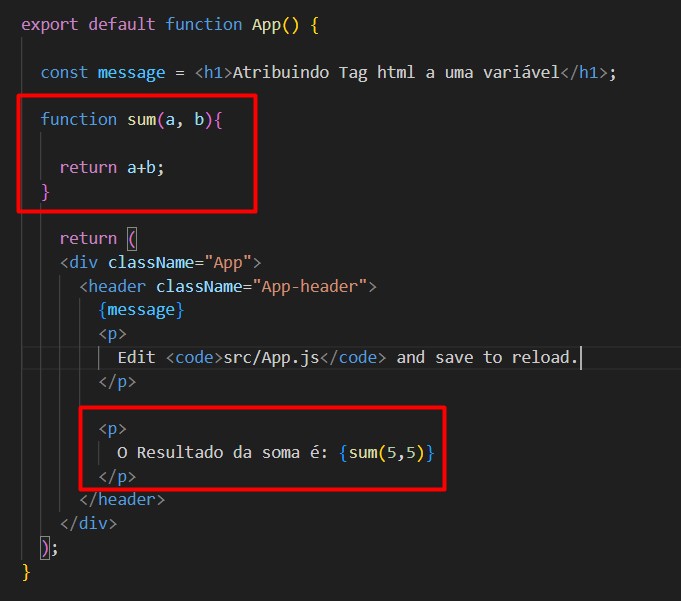 export default function App() {
const message = <h1>Atribuindo Tag html a uma variável</h1>;
function sum(a, b){
return a+b;
}
return (
<div className="App">
<header className="App-header">
{message}
<p>
Edit <code>src/App.js</code> and save to reload.
</p>
<p>
O Resultado da soma é: {sum(5,5)}
</p>
</header>
</div>
);
}